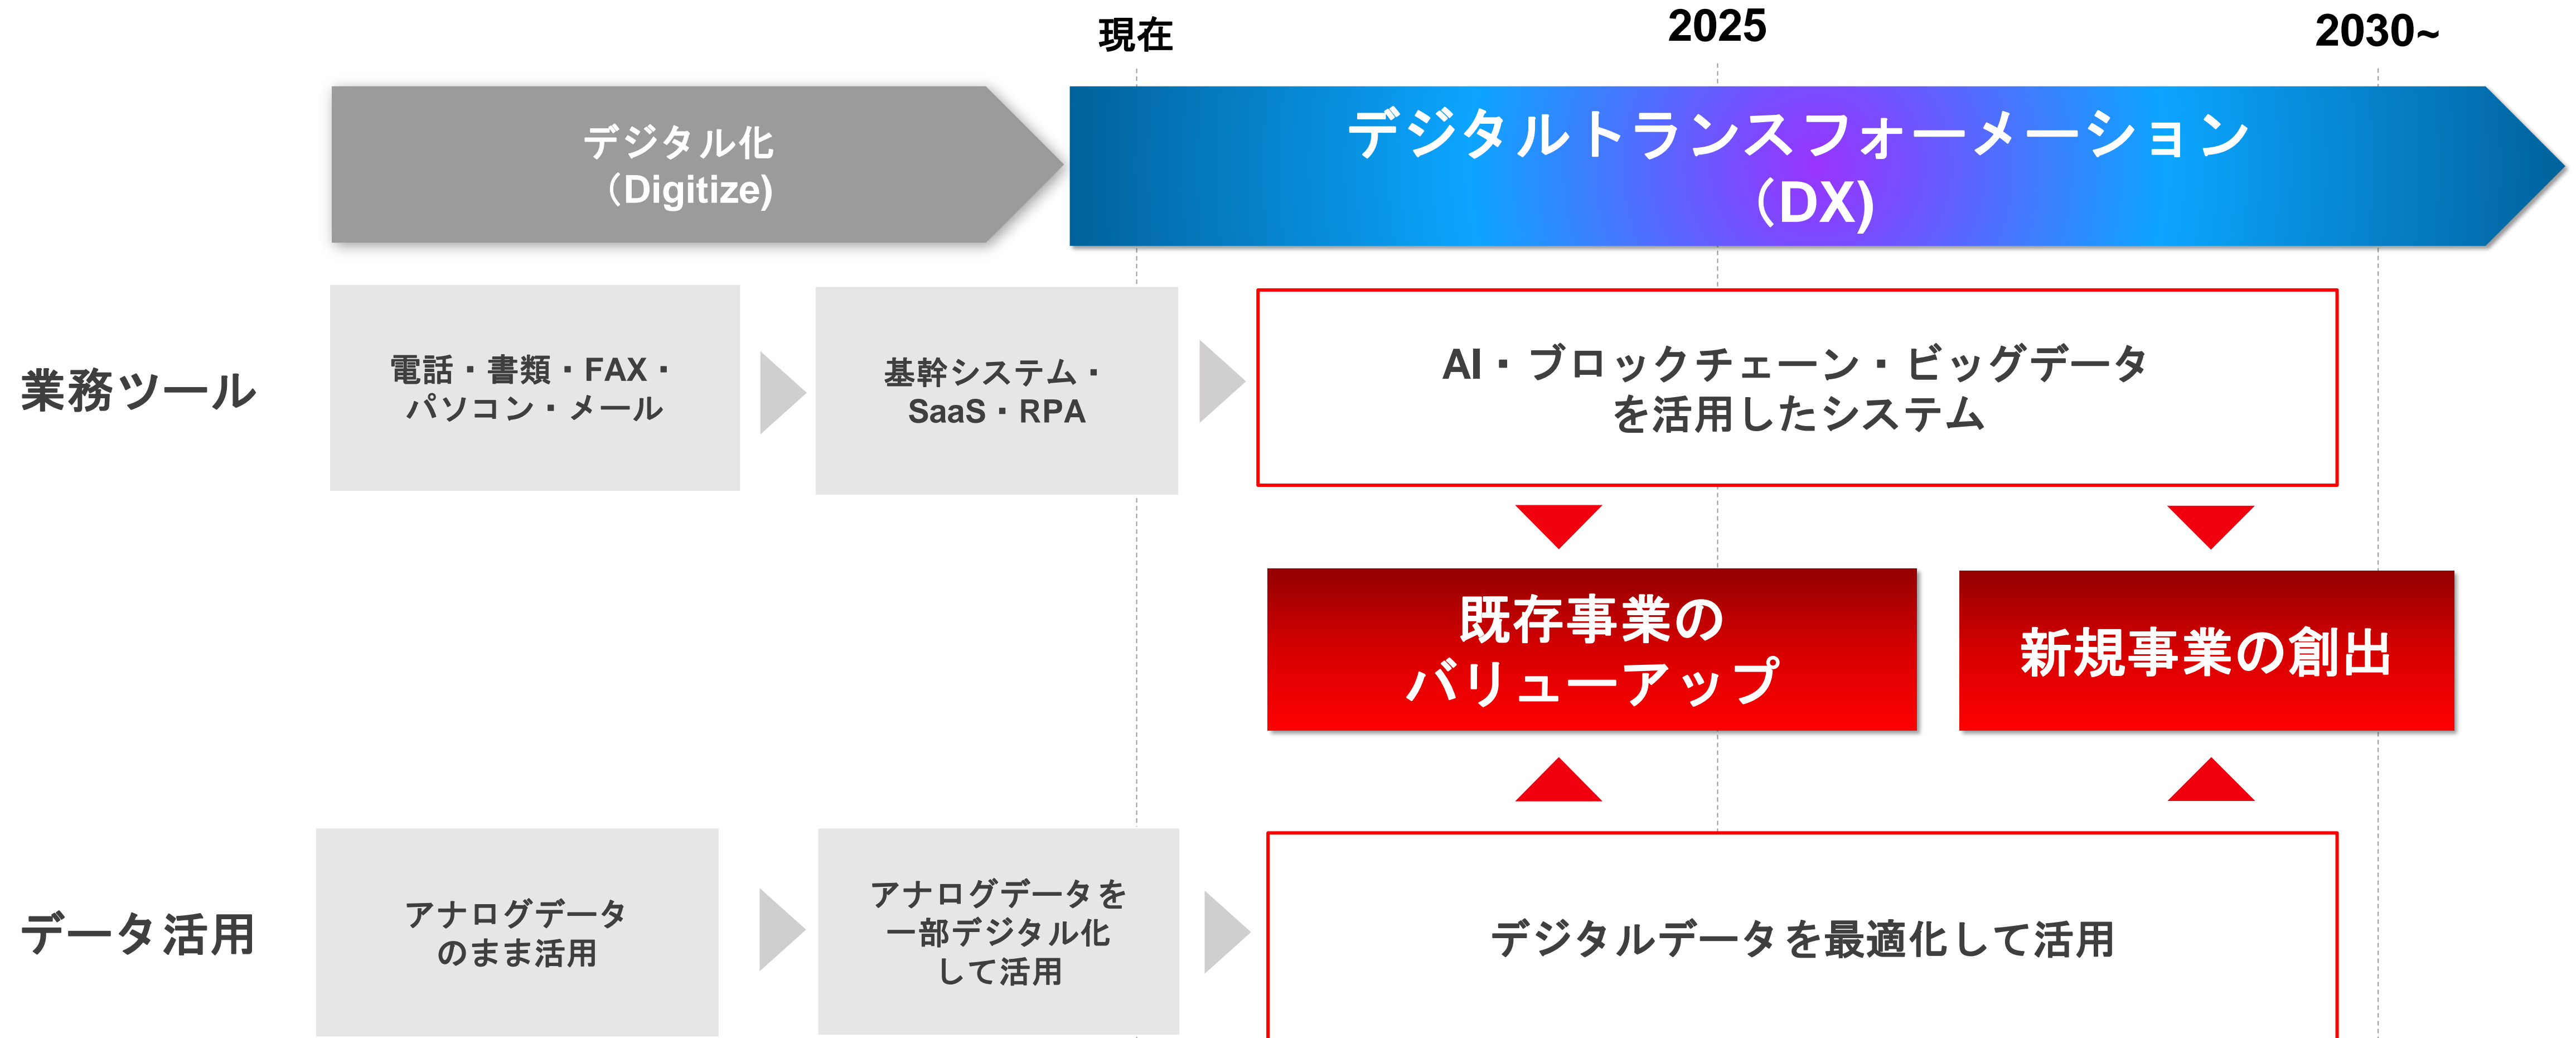 現在
2025
2030~
デジタル化
（Digitize)
デジタルトランスフォーメーション
（DX)
業務ツール
電話・書類・FAX・
パソコン・メール
基幹システム・
SaaS・RPA
AI・ブロックチェーン・ビッグデータ
を活用したシステム
既存事業の
バリューアップ
新規事業の創出
データ活用
アナログデータ
のまま活用
アナログデータを
一部デジタル化
して活用
デジタルデータを最適化して活用